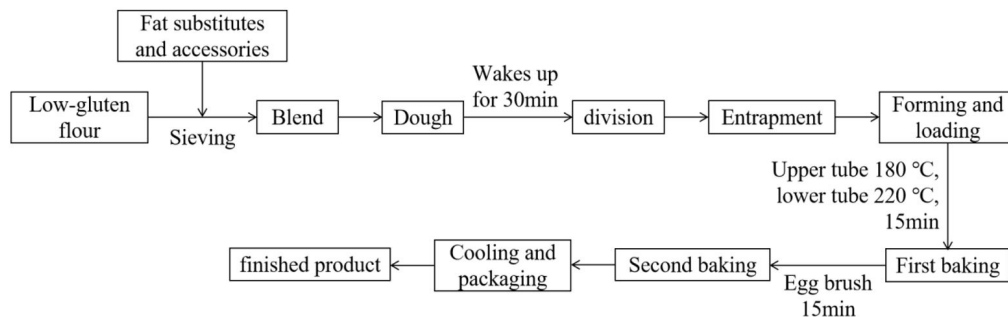 Fat substitutes
and accessories
Low-gluten
flour
Sieving
Blend
Dough
Wakes up
for 30min
division
Entrapment
Forming and
loading
Upper tube 180 °C,
lower tube 220 °C,
15min
First baking
Egg brush
15min
Second baking
Cooling and
packaging
finished product